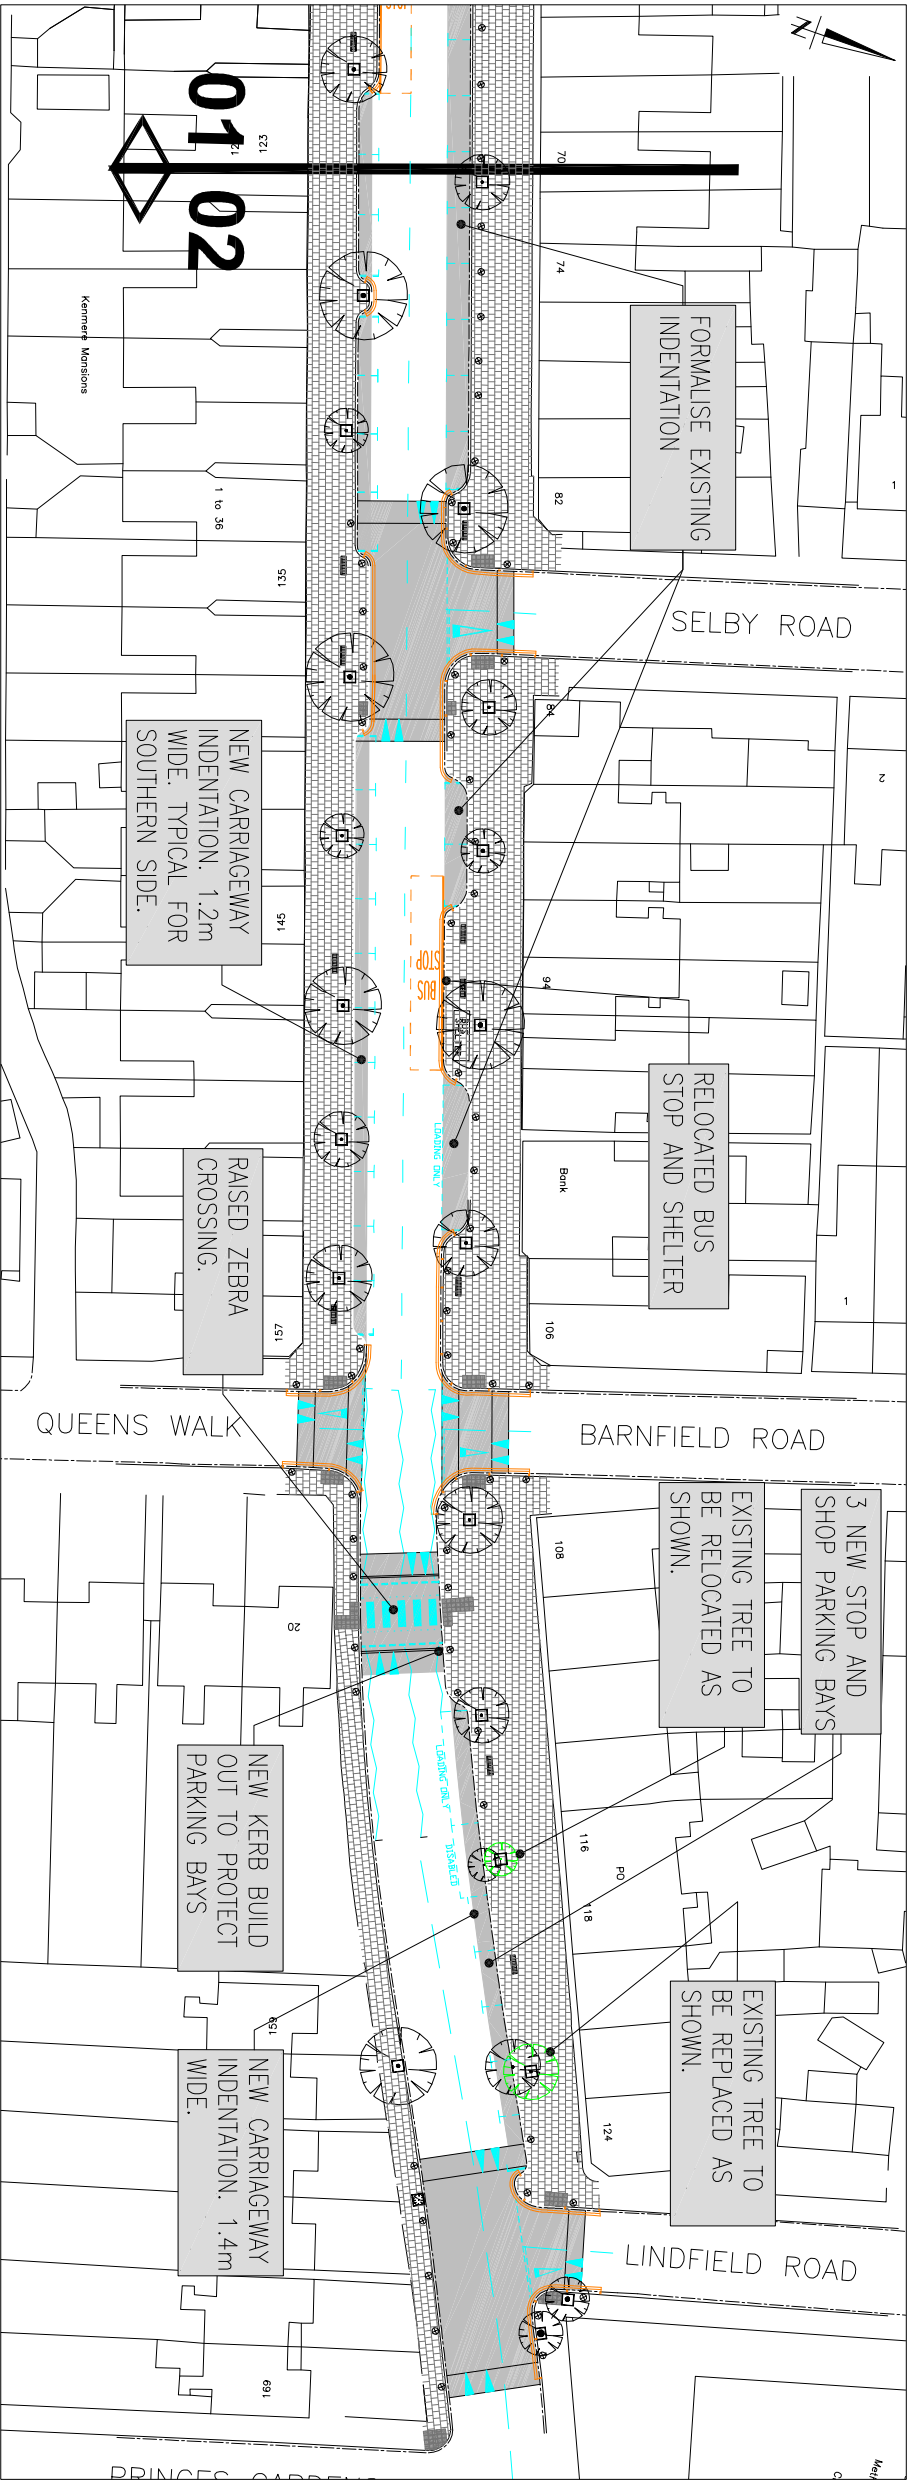 01
02
123
70
74
82
1
Kenmere Mansions
1 to 36
135
FORMALISE EXISTING
INDENTATION
SELBY ROAD
84
2
NEW CARRIAGEWAY
INDENTATION. 1.2m
WIDE. TYPICAL FOR
SOUTHERN SIDE.
145
94
BUS
STOP
RELOCATED BUS
STOP AND SHELTER
LOADING ONLY
Bank
RAISED ZEBRA
CROSSING.
157
106
1
QUEENS WALK
BARNFIELD ROAD
3 NEW STOP AND
SHOP PARKING BAYS
EXISTING TREE TO
BE RELOCATED AS
SHOWN.
108
20
NEW KERB BUILD
OUT TO PROTECT
PARKING BAYS
LOADING ONLY
DISABLED
116
PO
118
EXISTING TREE TO
BE REPLACED AS
SHOWN.
159
NEW CARRIAGEWAY
INDENTATION. 1.4m
WIDE.
124
LINDFIELD ROAD
169